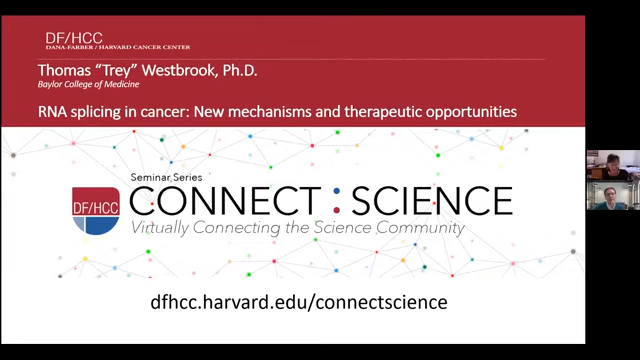 DF/HCC
DANA-FARBER / HARVARD CANCER CENTER
Thomas “Trey” Westbrook, Ph.D.
Baylor College of Medicine
RNA splicing in cancer: New mechanisms and therapeutic opportunities
Seminar Series
DF/HCC
CONNECT:SCIENCE
Virtually Connecting the Science Community
dfhcc.harvard.edu/connectscience